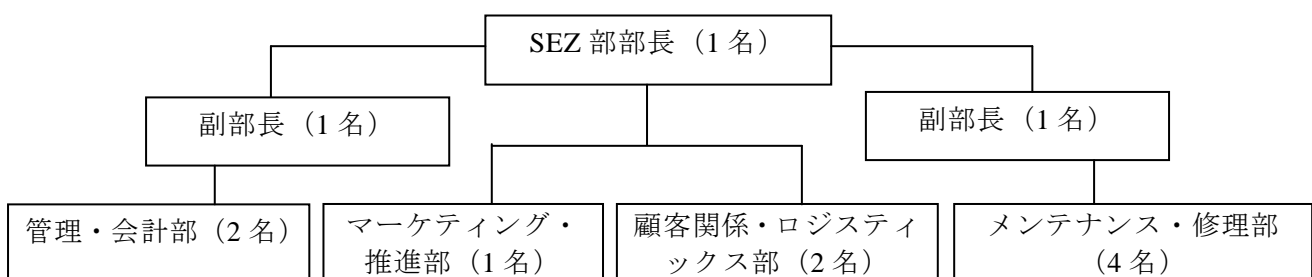 SEZ 部部長（1 名）
副部長（1 名）
副部長（1 名）
管理・会計部（2 名）
マーケティング・
推進部（1 名）
顧客関係・ロジスティ
ックス部（2 名）
メンテナンス・修理部
（4 名）